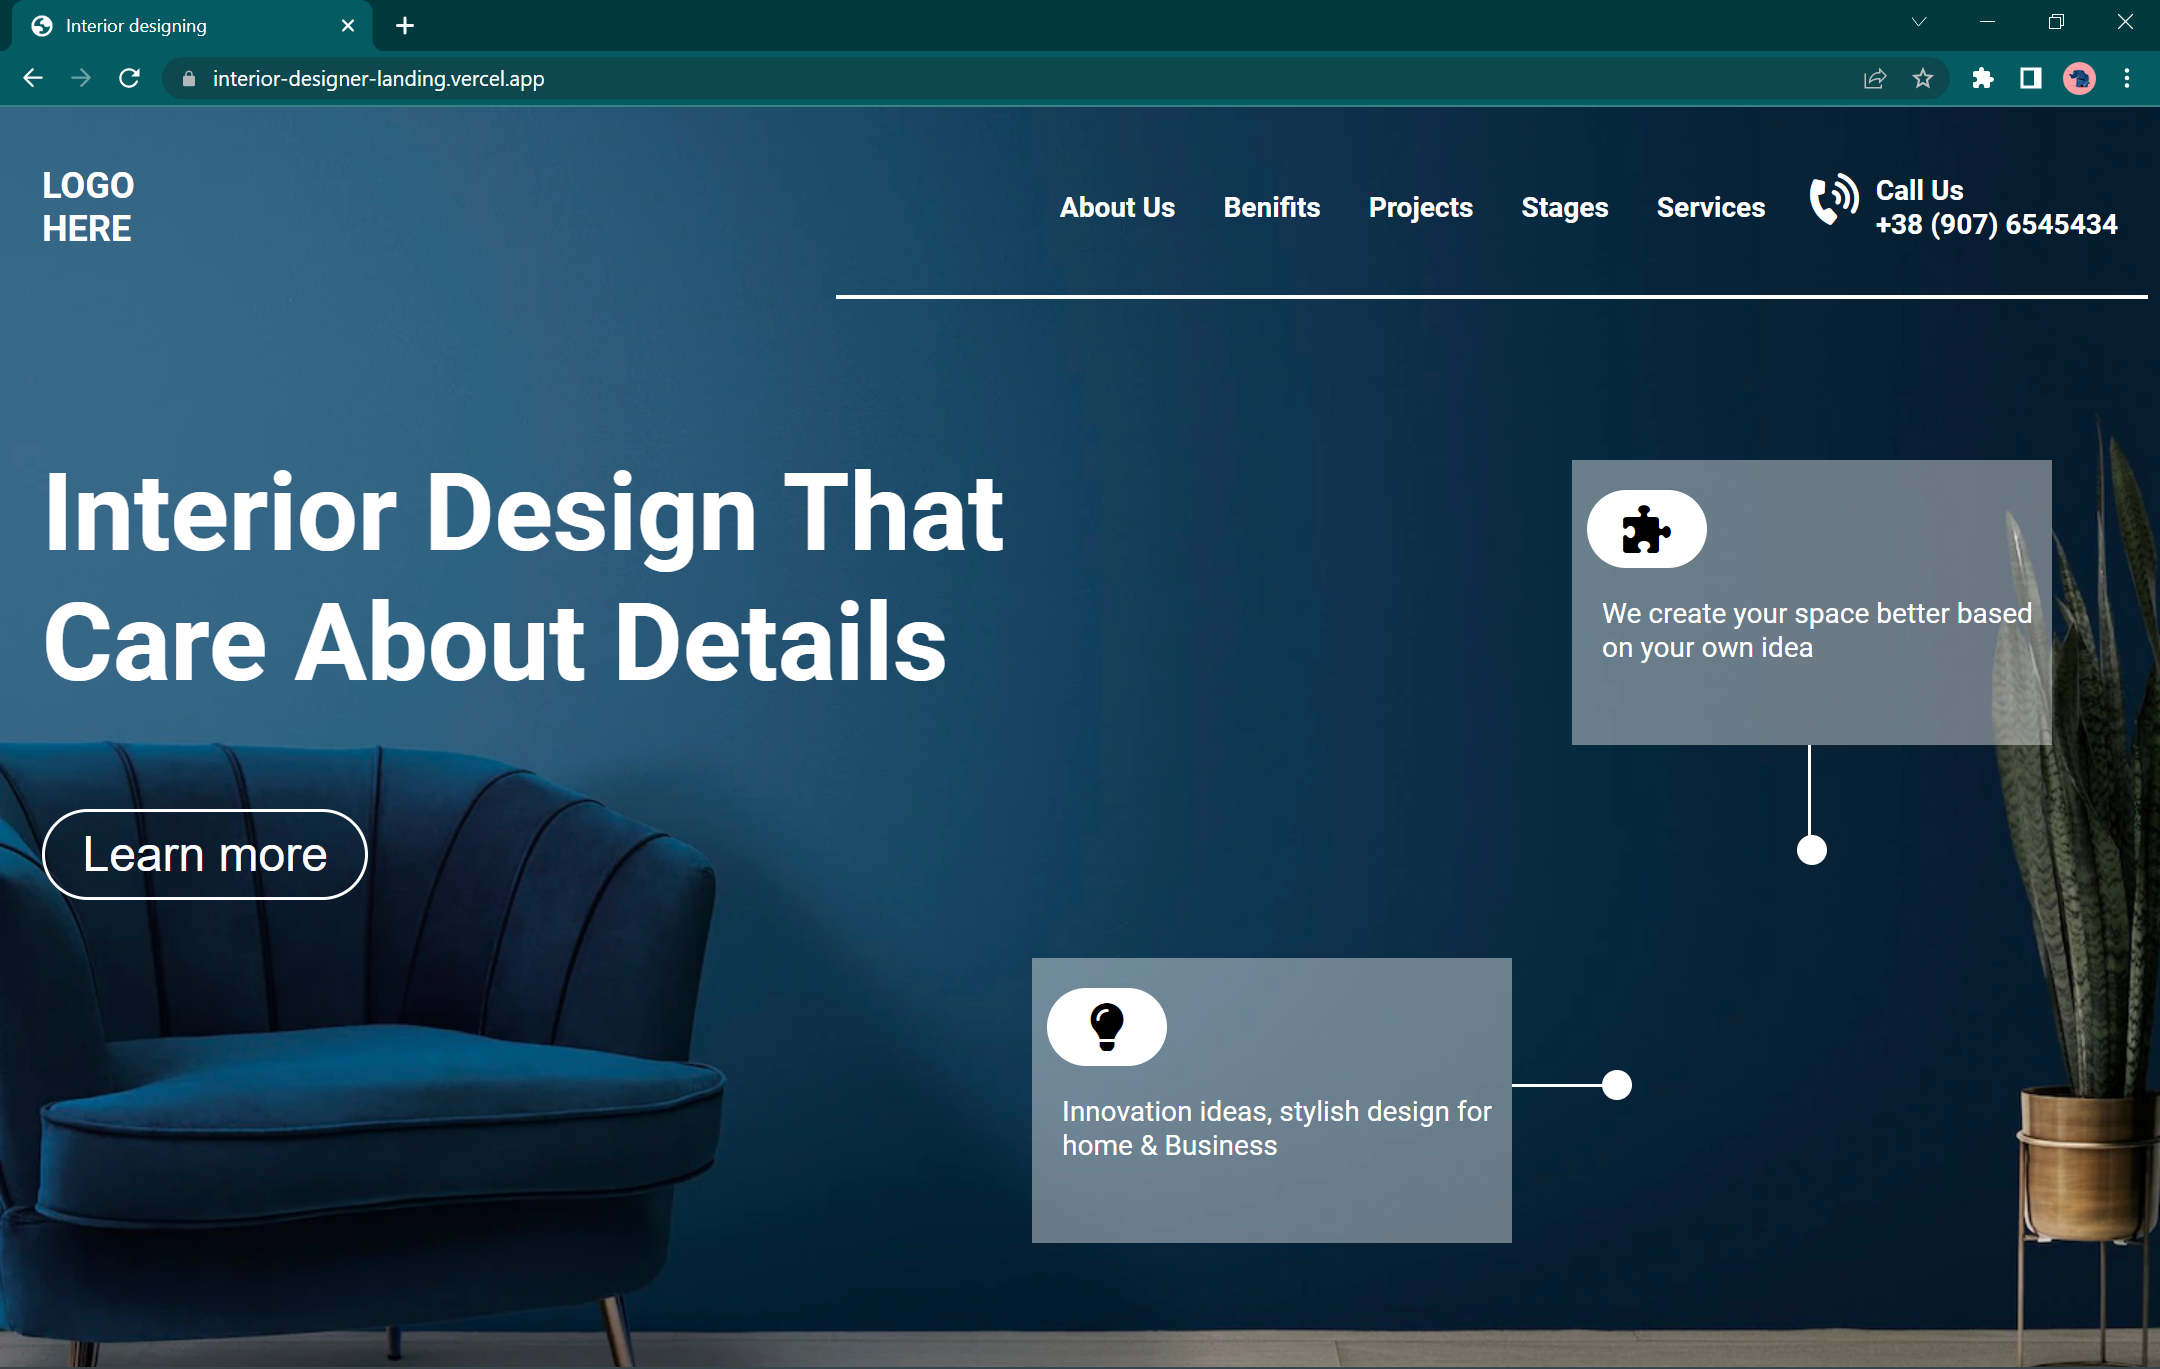 Interior designing
interior-designer-landing.vercel.app
LOGO
HERE
About Us Benifits Projects Stages Services
Call Us
+38 (907) 6545434
Interior Design That
Care About Details
Learn more
We create your space better based
on your own idea
Innovation ideas, stylish design for
home & Business